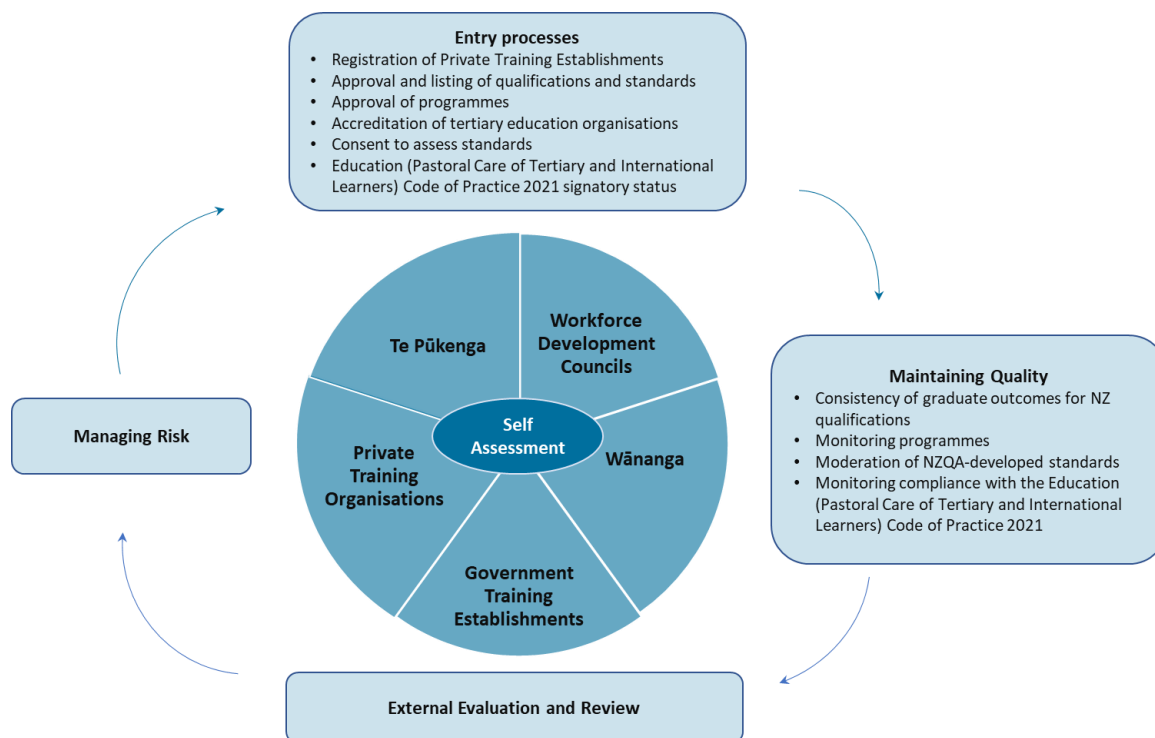 Entry processes
• Registration of Private Training Establishments
• Approval and listing of qualifications and standards
• Approval of programmes
• Accreditation of tertiary education organisations
• Consent to assess standards
• Education (Pastoral Care of Tertiary and International
Learners) Code of Practice 2021 signatory status
Te Pūkenga
Workforce
Development
Councils
Self
Assessment
Private
Training
Organisations
Wānanga
Government
Training
Establishments
Managing Risk
Maintaining Quality
• Consistency of graduate outcomes for NZ
qualifications
• Monitoring programmes
• Moderation of NZQA-developed standards
• Monitoring compliance with the Education
(Pastoral Care of Tertiary and International
Learners) Code of Practice 2021
External Evaluation and Review